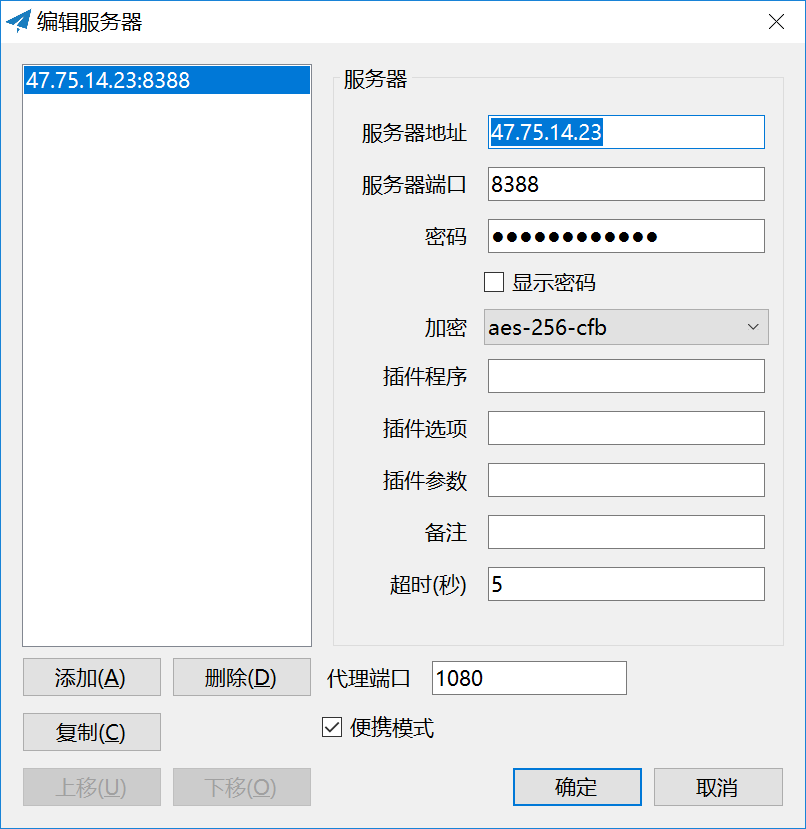 编辑服务器
47.75.14.23:8388
服务器
服务器地址 47.75.14.23
服务器端口 8388
密码 ●●●●●●●●●●●●
显示密码
加密 aes-256-cfb
插件程序
插件选项
插件参数
备注
超时(秒) 5
添加(A) 删除(D) 代理端口 1080
复制(C) 便携模式
上移(U) 下移(O) 确定 取消